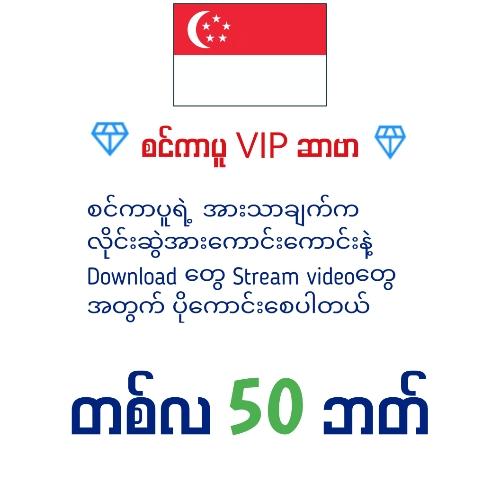 စင်ကာပူ VIP ဆာဗာ
စင်ကာပူရဲ့ အားသာချက်က
လိုင်းဆွဲအားကောင်းကောင်းနဲ့
Download တွေ Stream videoတွေ
အတွက် ပိုကောင်းစေပါတယ်
တစ်လ 50 ဘတ်